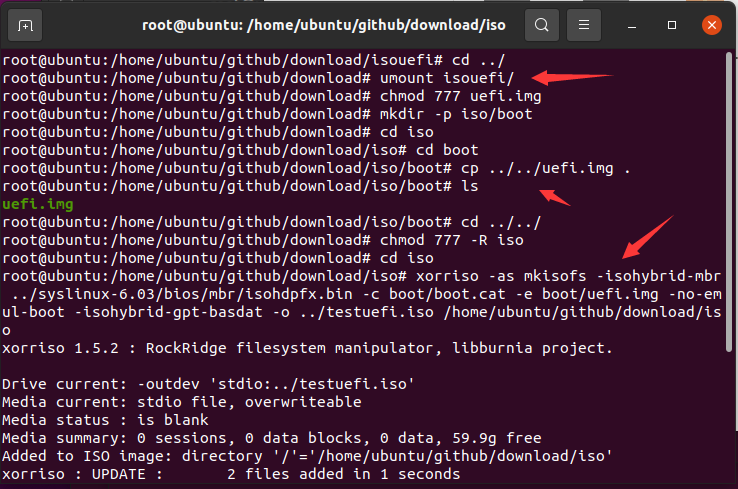 root@ubuntu: /home/ubuntu/github/download/iso
root@ubuntu:/home/ubuntu/github/download/isouefi# cd ../
root@ubuntu:/home/ubuntu/github/download# umount isouefi/
root@ubuntu:/home/ubuntu/github/download# chmod 777 uefi.img
root@ubuntu:/home/ubuntu/github/download# mkdir -p iso/boot
root@ubuntu:/home/ubuntu/github/download# cd iso
root@ubuntu:/home/ubuntu/github/download/iso# cd boot
root@ubuntu:/home/ubuntu/github/download/iso/boot# cp ../../uefi.img .
root@ubuntu:/home/ubuntu/github/download/iso/boot# ls
uefi.img
root@ubuntu:/home/ubuntu/github/download/iso/boot# cd ../../
root@ubuntu:/home/ubuntu/github/download# chmod 777 -R iso
root@ubuntu:/home/ubuntu/github/download# cd iso
root@ubuntu:/home/ubuntu/github/download/iso# xorriso -as mkisofs -isohybrid-mbr
 ../syslinux-6.03/bios/mbr/isohdpfx.bin -c boot/boot.cat -e boot/uefi.img -no-em
ul-boot -isohybrid-gpt-basdat -o ../testuefi.iso /home/ubuntu/github/download/is
o
xorriso 1.5.2 : RockRidge filesystem manipulator, libburnia project.
Drive current: -outdev 'stdio:../testuefi.iso'
Media current: stdio file, overwriteable
Media status : is blank
Media summary: 0 sessions, 0 data blocks, 0 data, 59.9g free
Added to ISO image: directory '/'='/home/ubuntu/github/download/iso'
xorriso : UPDATE :       2 files added in 1 seconds